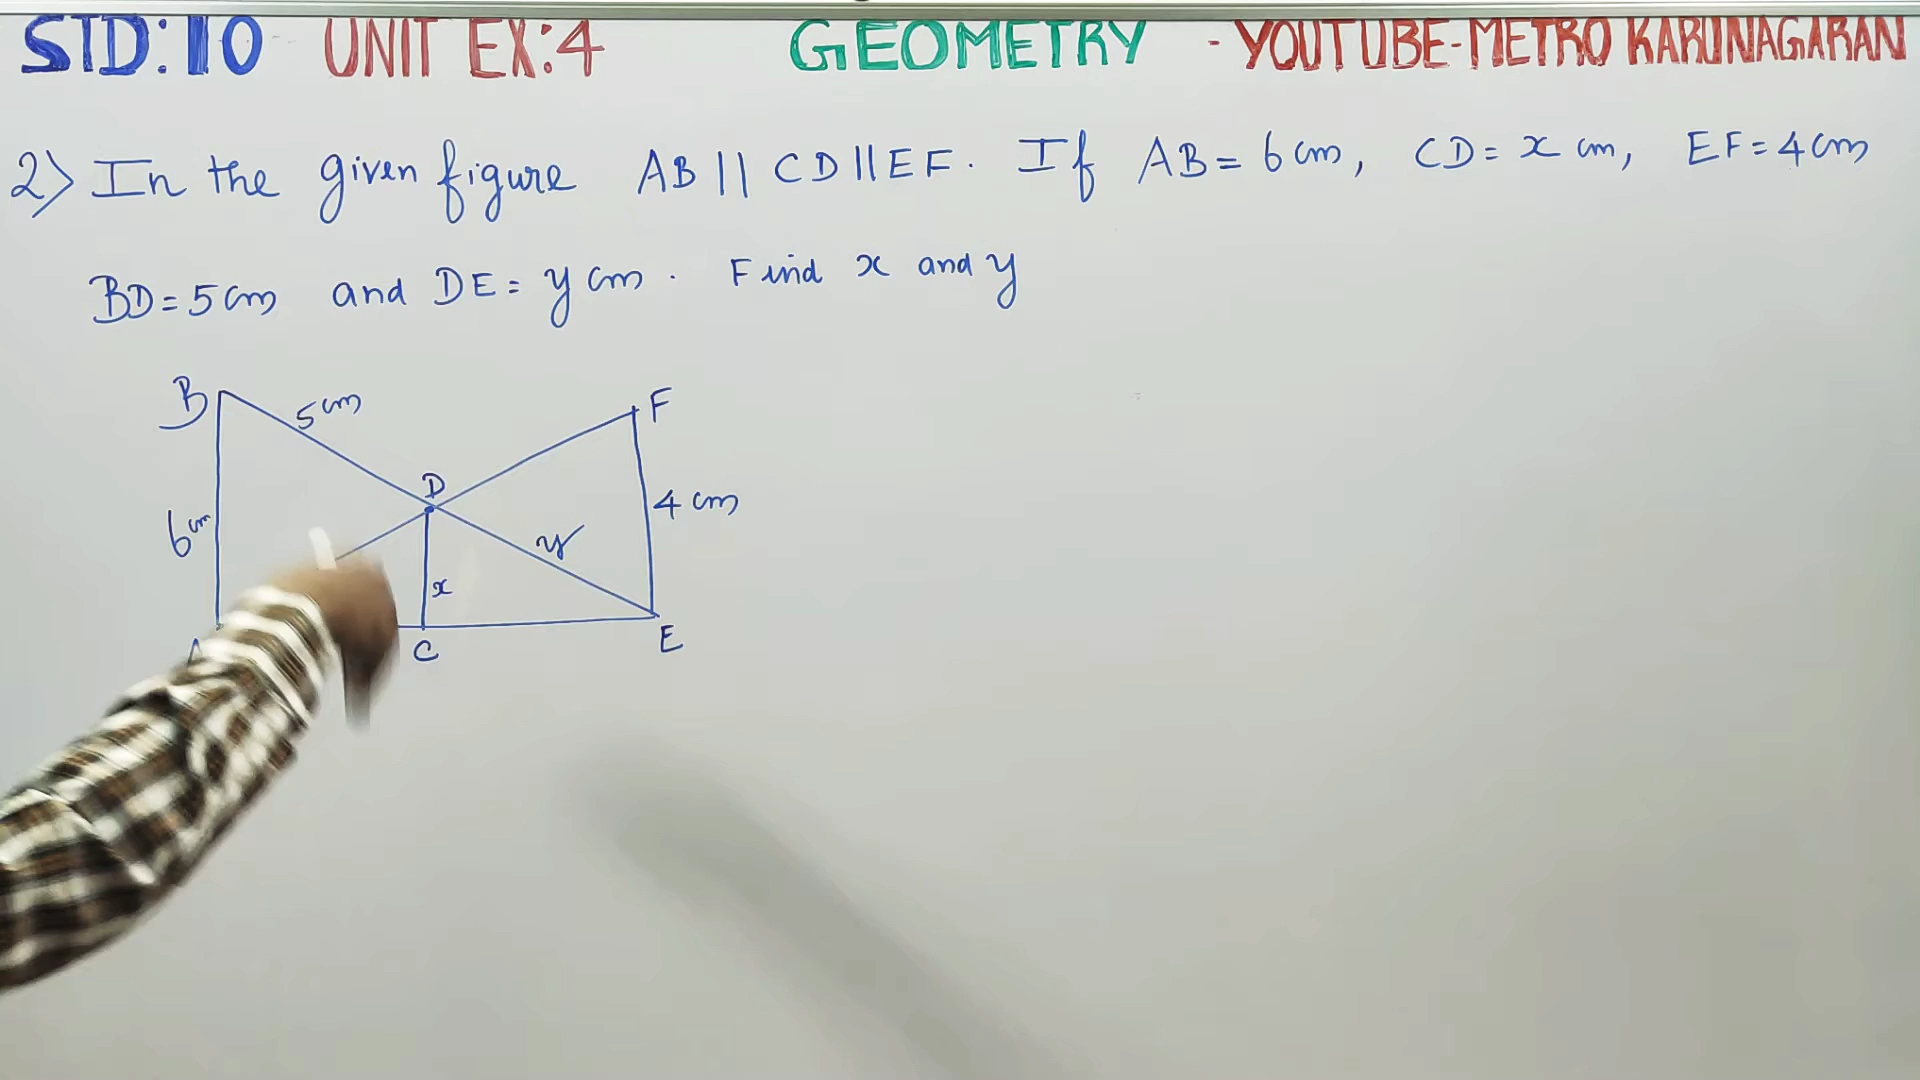 STD:10 UNIT EX:4 GEOMETRY - YOUTUBE-METRO KARUNAGARAN
2) In the given figure AB || CD || EF. If AB = 6 cm, CD = x cm, EF = 4 cm
BD = 5 cm and DE = y cm. Find x and y
B 5 cm F
D
6 cm 4 cm
y
x
C E